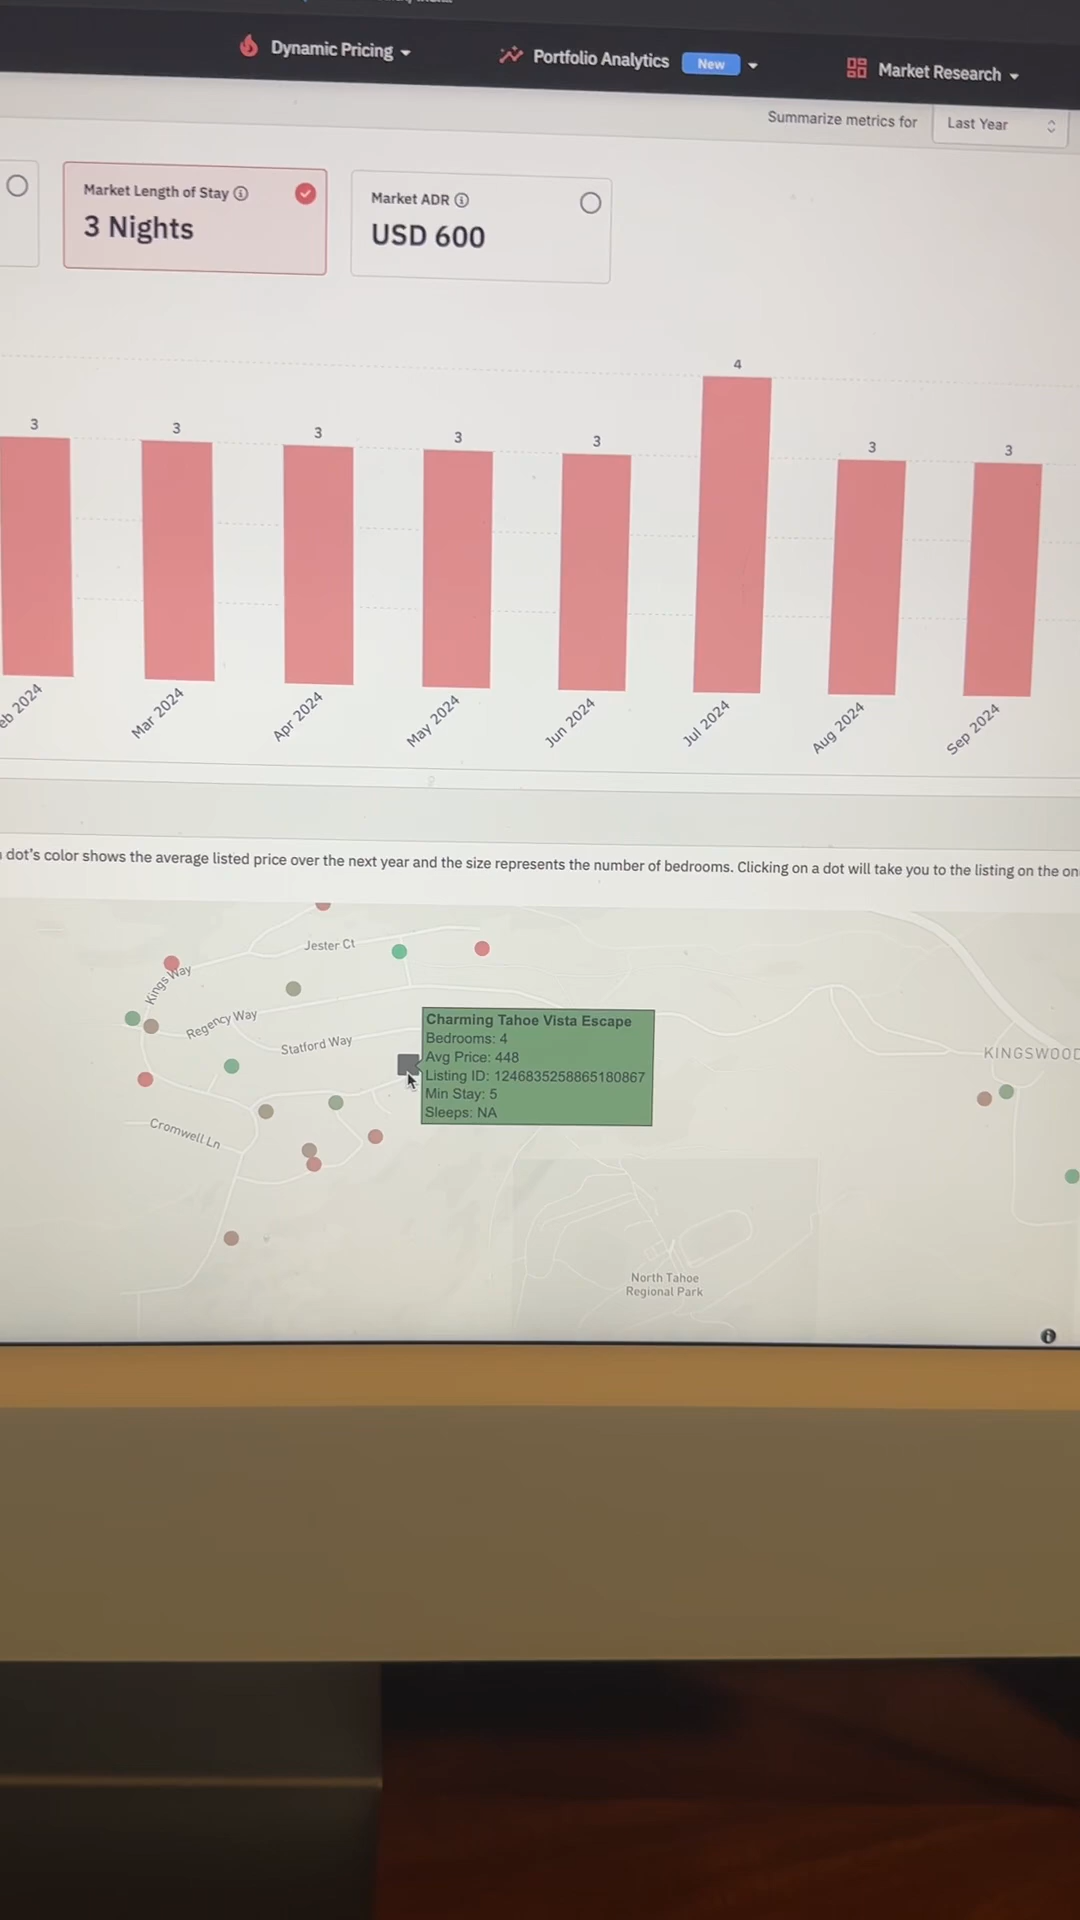 Dynamic Pricing
Portfolio Analytics New
Market Research
Summarize metrics for Last Year
Market Length of Stay
3 Nights
Market ADR
USD 600
3
3
3
3
3
4
3
3
eb 2024
Mar 2024
Apr 2024
May 2024
Jun 2024
Jul 2024
Aug 2024
Sep 2024
dot's color shows the average listed price over the next year and the size represents the number of bedrooms. Clicking on a dot will take you to the listing on the on
Jester Ct
Kings Way
Regency Way
Statford Way
Charming Tahoe Vista Escape
Bedrooms: 4
Avg Price: 448
Listing ID: 1246835258865180867
Min Stay: 5
Sleeps: NA
KINGSWOOD
Cromwell Ln
North Tahoe
Regional Park